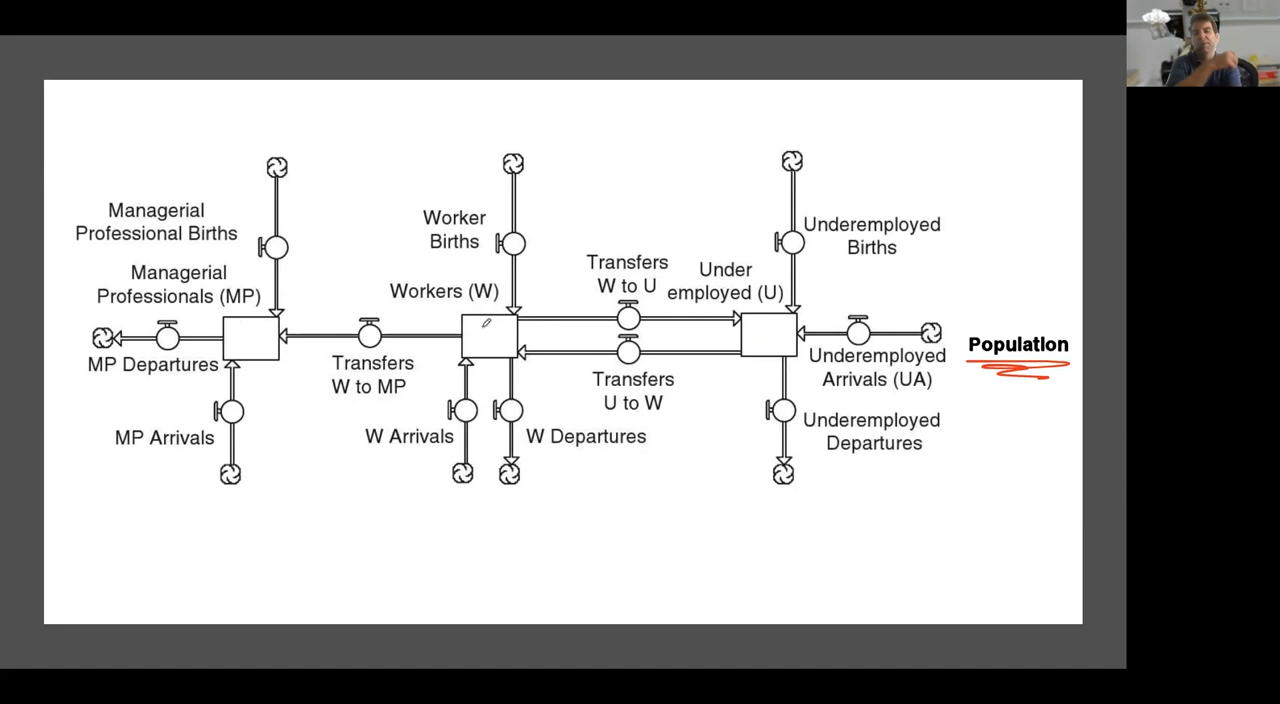 Managerial
Professional Births
Managerial
Professionals (MP)
MP Departures
MP Arrivals
Worker
Births
Workers (W)
Transfers
W to MP
W Arrivals
W Departures
Transfers
W to U
Under
employed (U)
Transfers
U to W
Underemployed
Births
Underemployed
Arrivals (UA)
Underemployed
Departures
Population